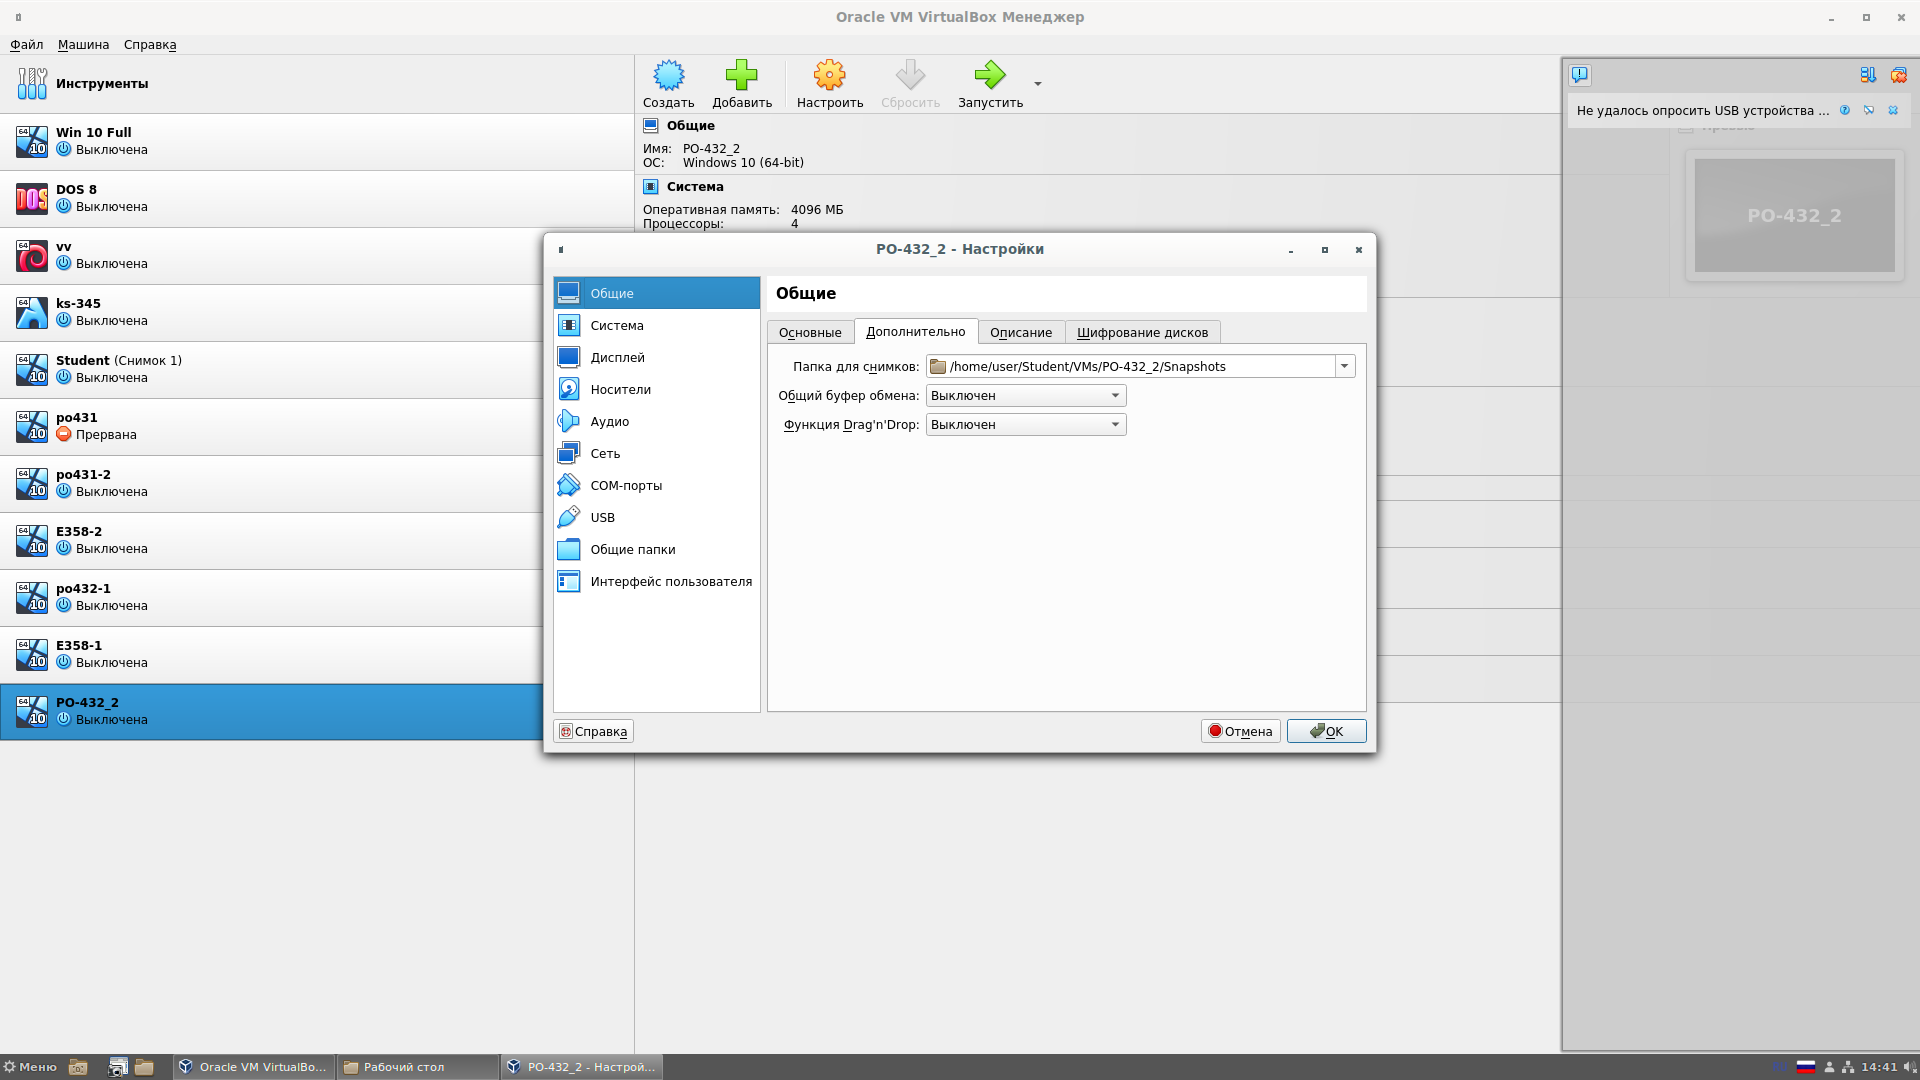 Oracle VM VirtualBox Менеджер
Файл Машина Справка
Инструменты
Создать Добавить Настроить Сбросить Запустить
Win 10 Full
Выключена
DOS 8
Выключена
vv
Выключена
ks-345
Выключена
Student (Снимок 1)
Выключена
po431
Прервана
po431-2
Выключена
E358-2
Выключена
po432-1
Выключена
E358-1
Выключена
PO-432_2
Выключена
Общие
Имя: PO-432_2
ОС: Windows 10 (64-bit)
Система
Оперативная память: 4096 МБ
Процессоры: 4
Не удалось опросить USB устройства ...
Превью
PO-432_2
PO-432_2 - Настройки
Общие
Система
Дисплей
Носители
Аудио
Сеть
COM-порты
USB
Общие папки
Интерфейс пользователя
Общие
Основные Дополнительно Описание Шифрование дисков
Папка для снимков: /home/user/Student/VMs/PO-432_2/Snapshots
Общий буфер обмена: Выключен
Функция Drag'n'Drop: Выключен
Справка Отмена OK
Меню Oracle VM VirtualBo... Рабочий стол PO-432_2 - Настрой... 14:41